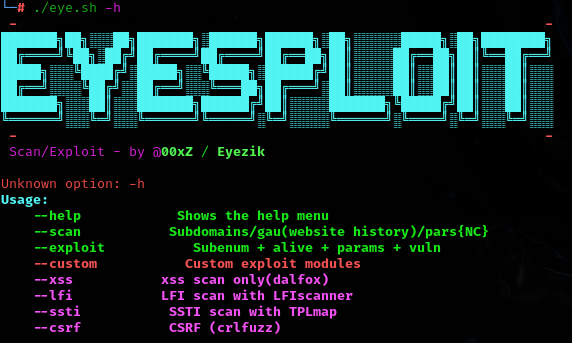 └─# ./eye.sh -h
EYESPLOIT
Scan/Exploit - by @00xZ / Eyezik
Unknown option: -h
Usage:
--help Shows the help menu
--scan Subdomains/gau(website history)/pars{NC}
--exploit Subenum + alive + params + vuln
--custom Custom exploit modules
--xss xss scan only(dalfox)
--lfi LFI scan with LFIscanner
--ssti SSTI scan with TPLmap
--csrf CSRF (crlfuzz)